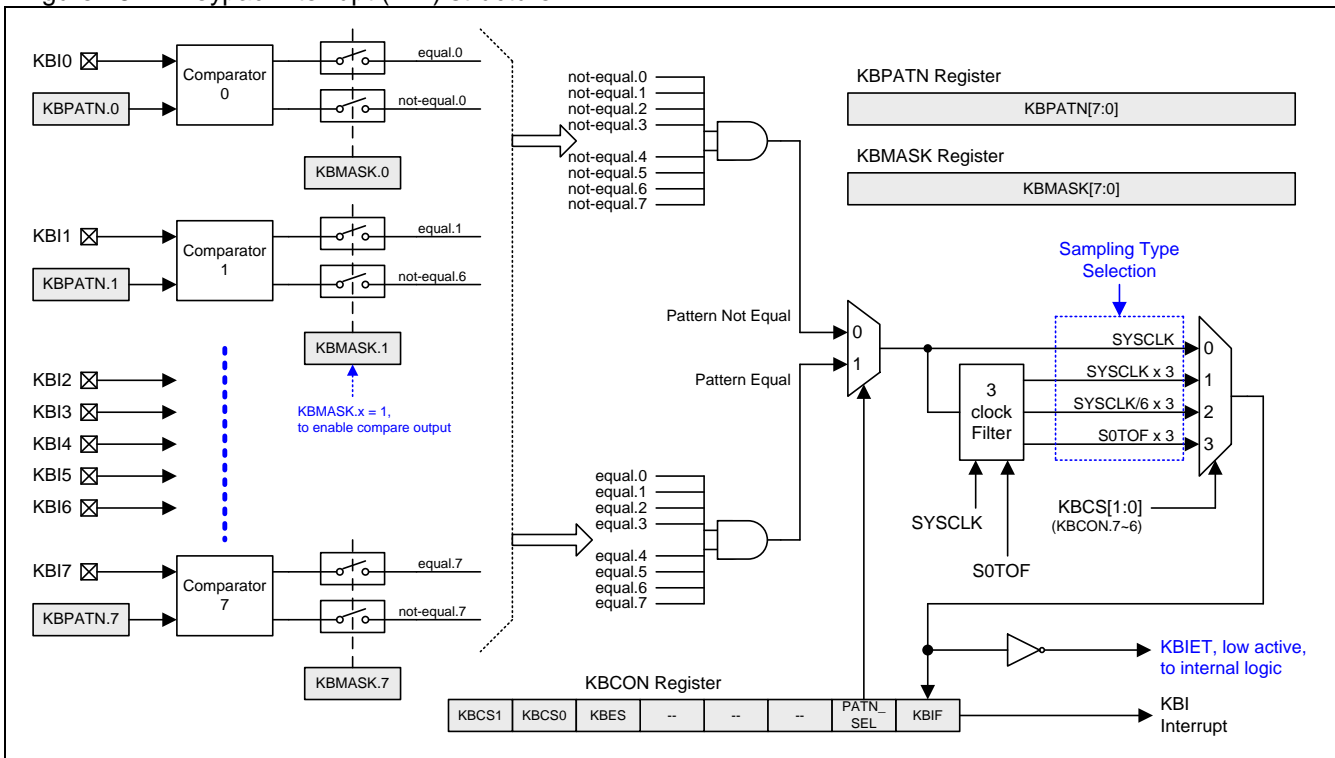 KBI0
KBPATN.0
Comparator
0
equal.0
not-equal.0
KBMASK.0
KBI1
KBPATN.1
Comparator
1
equal.1
not-equal.6
KBMASK.1
KBMASK.x = 1,
to enable compare output
KBI2
KBI3
KBI4
KBI5
KBI6
KBI7
KBPATN.7
Comparator
7
equal.7
not-equal.7
KBMASK.7
not-equal.0
not-equal.1
not-equal.2
not-equal.3
not-equal.4
not-equal.5
not-equal.6
not-equal.7
equal.0
equal.1
equal.2
equal.3
equal.4
equal.5
equal.6
equal.7
Pattern Not Equal
Pattern Equal
0
1
KBPATN Register
KBPATN[7:0]
KBMASK Register
KBMASK[7:0]
Sampling Type
Selection
3
clock
Filter
SYSCLK
SYSCLK x 3
SYSCLK/6 x 3
S0TOF x 3
0
1
2
3
SYSCLK
S0TOF
KBCS[1:0]
(KBCON.7~6)
KBCON Register
KBCS1 KBCS0 KBES -- -- -- PATN_ KBIF
SEL
KBIET, low active,
to internal logic
KBI
Interrupt